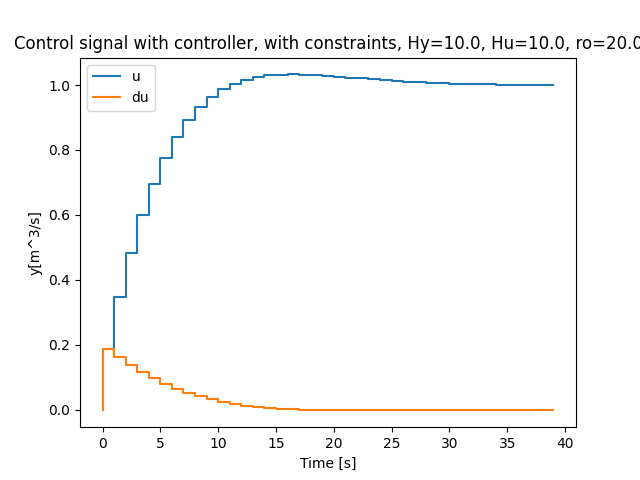 Control signal with controller, with constraints, Hy=10.0, Hu=10.0, ro=20.0
u
du
1.0
0.8
0.6
0.4
0.2
0.0
y[m^3/s]
0 5 10 15 20 25 30 35 40
Time [s]